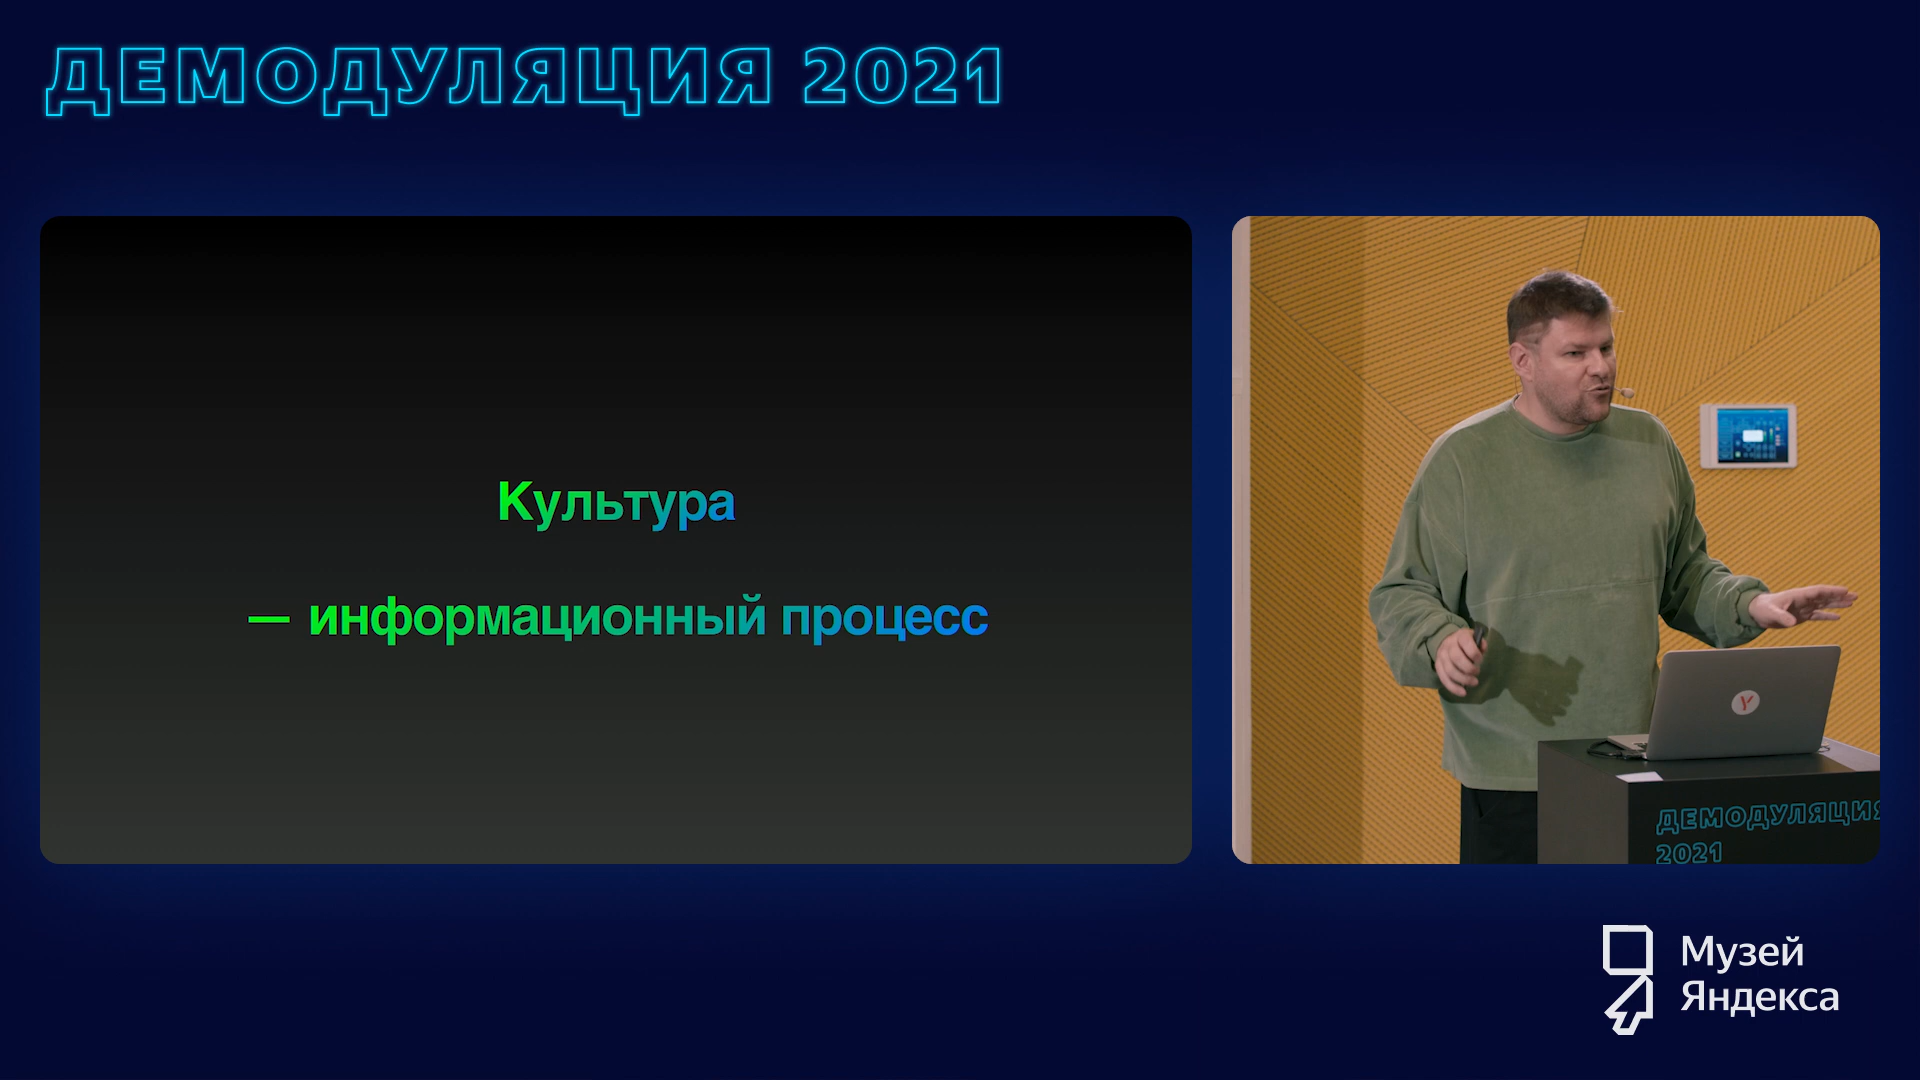 ДЕМОДУЛЯЦИЯ 2021
Культура
— информационный процесс
ДЕМОДУЛЯЦИЯ
2021
Музей
Яндекса